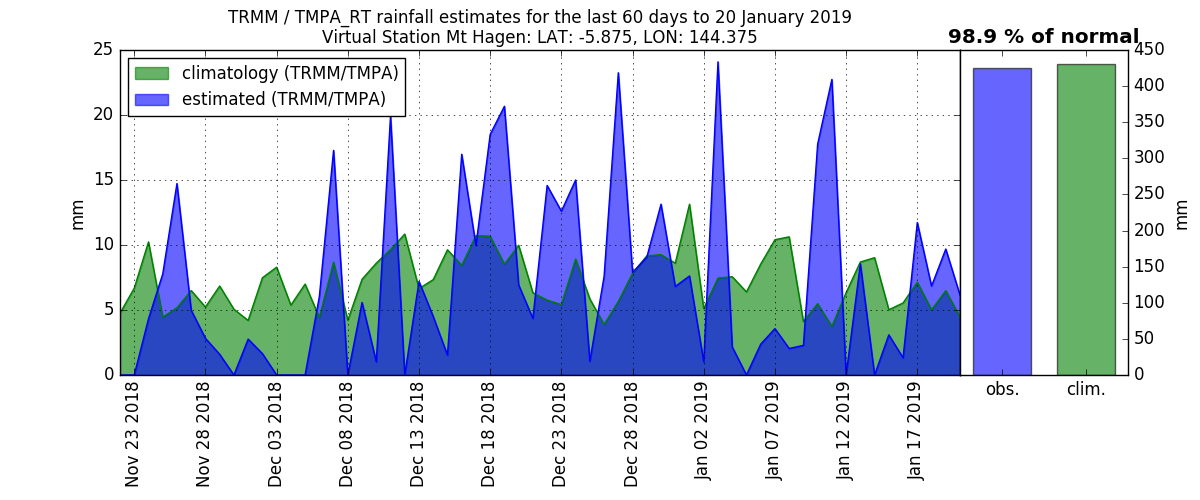 TRMM / TMPA_RT rainfall estimates for the last 60 days to 20 January 2019
Virtual Station Mt Hagen: LAT: -5.875, LON: 144.375
98.9 % of normal
climatology (TRMM/TMPA)
estimated (TRMM/TMPA)
25
20
15
10
5
0
mm
450
400
350
300
250
200
150
100
50
0
mm
obs.
clim.
Nov 23 2018
Nov 28 2018
Dec 03 2018
Dec 08 2018
Dec 13 2018
Dec 18 2018
Dec 23 2018
Dec 28 2018
Jan 02 2019
Jan 07 2019
Jan 12 2019
Jan 17 2019